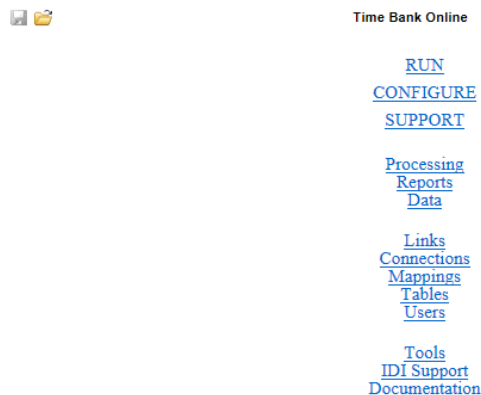 Time Bank Online
RUN
CONFIGURE
SUPPORT
Processing
Reports
Data
Links
Connections
Mappings
Tables
Users
Tools
IDI Support
Documentation